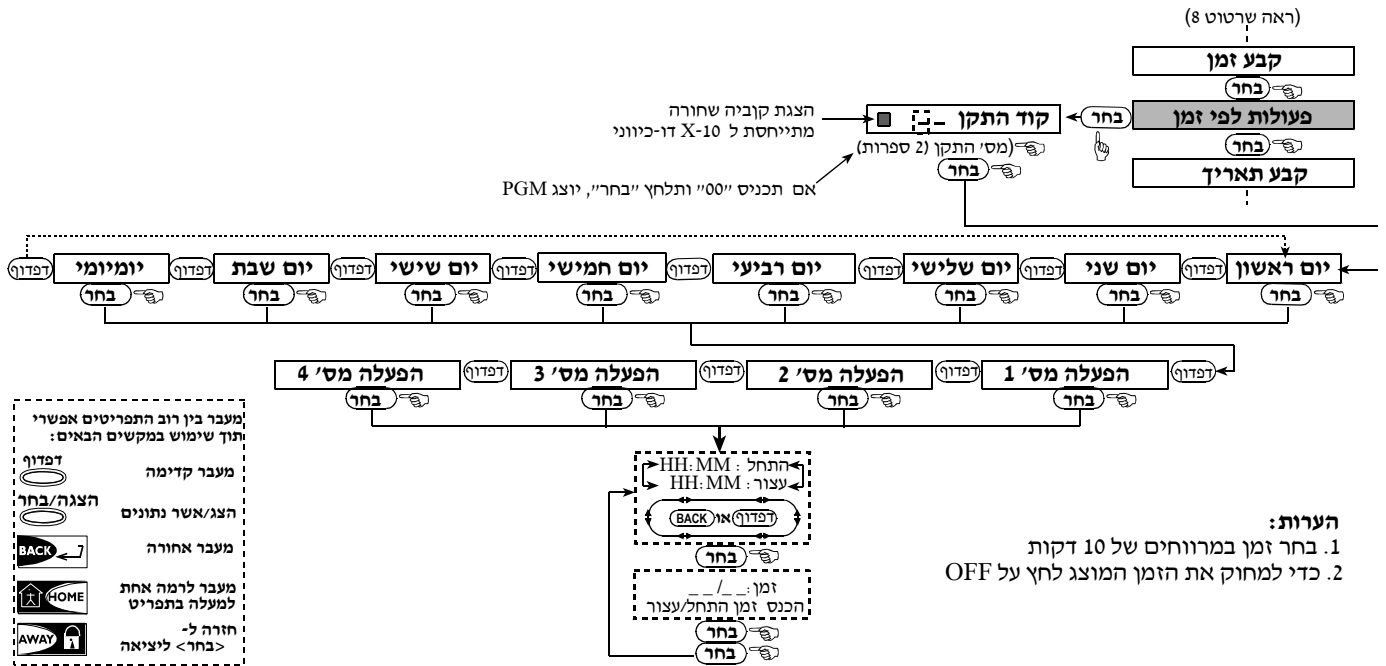 (ראה שרטוט 8)
קבע זמן
בחר
פעולות לפי זמן
בחר
קוד התקן _ _
הצגת קוביה שחורה
מתייחסת ל X-10 דו-כיווני
בחר
קבע תאריך
(מס' התקן (2 ספרות)
בחר
אם תכניס "00" ותלחץ "בחר", יוצג PGM
יום ראשון דפדוף יום שני דפדוף יום שלישי דפדוף יום רביעי דפדוף יום חמישי דפדוף יום שישי דפדוף יום שבת דפדוף יומיומי דפדוף
בחר בחר בחר בחר בחר בחר בחר בחר
דפדוף הפעלה מס' 1 דפדוף הפעלה מס' 2 דפדוף הפעלה מס' 3 דפדוף הפעלה מס' 4
בחר בחר בחר בחר
התחל : HH:MM
עצור: HH:MM
דפדוף או BACK
בחר
זמן:_ _/_ _
הכנס זמן התחל/עצור
בחר
בחר
הערות:
1. בחר זמן במרווחים של 10 דקות
2. כדי למחוק את הזמן המוצג לחץ על OFF
מעבר בין רוב התפריטים אפשרי
תוך שימוש במקשים הבאים:
מעבר קדימה דפדוף
הצג/אשר נתונים הצגה/בחר
מעבר אחורה BACK
מעבר לרמה אחת
למעלה בתפריט HOME
חזרה ל-
<בחר> ליציאה AWAY